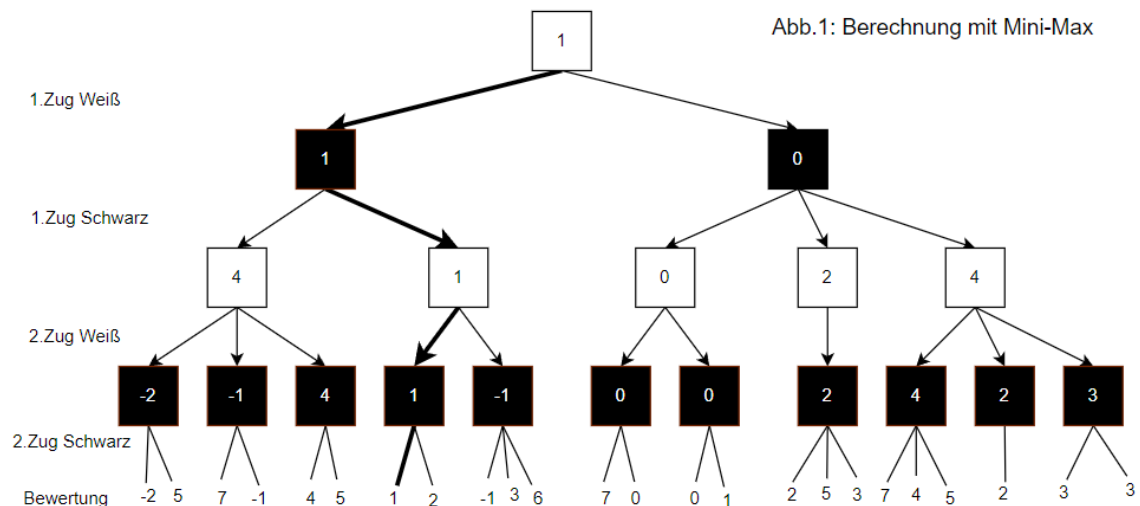 Abb.1: Berechnung mit Mini-Max
1
1.Zug Weiß
1 0
1.Zug Schwarz
4 1 0 2 4
2.Zug Weiß
-2 -1 4 1 -1 0 0 2 4 2 3
2.Zug Schwarz
Bewertung -2 5 7 -1 4 5 1 2 -1 3 6 7 0 0 1 2 5 3 7 4 5 2 3 3